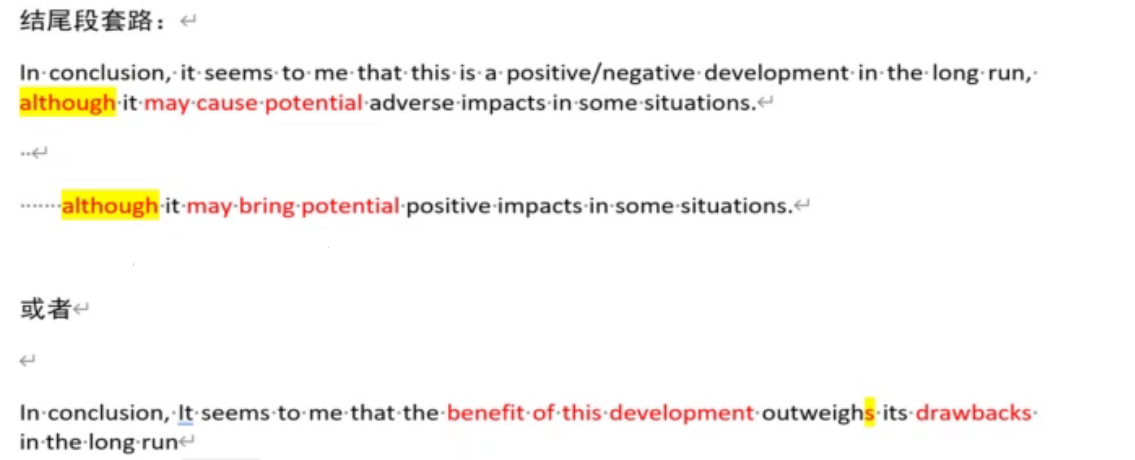 结尾段套路：
In conclusion, it seems to me that this is a positive/negative development in the long run,
although it may cause potential adverse impacts in some situations.
..
.......although it may bring potential positive impacts in some situations.
或者
In conclusion, It seems to me that the benefit of this development outweighs its drawbacks
in the long run